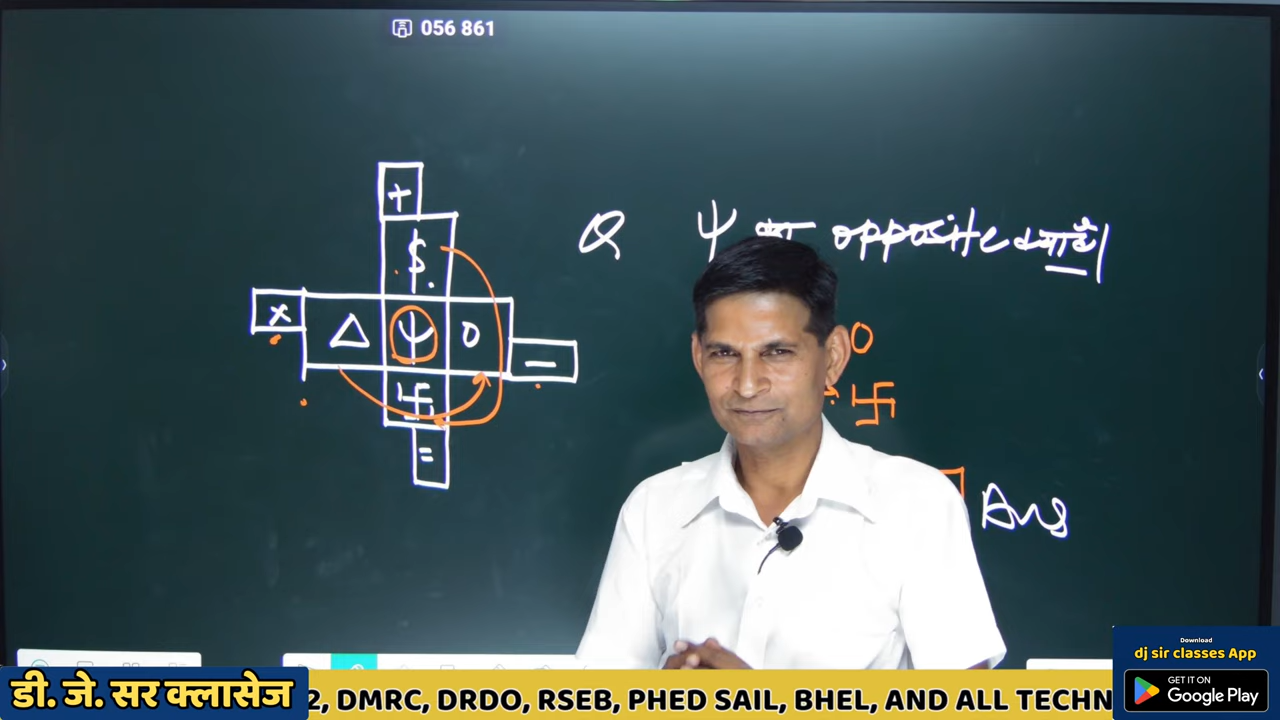 056 861
+
$
Q ψ का opposite क्या है।
x △ ψ 0
0
–
卐
卐
=
Ans
Download
dj sir classes App
GET IT ON
Google Play
डी. जे. सर क्लासेज
2, DMRC, DRDO, RSEB, PHED SAIL, BHEL, AND ALL TECHN